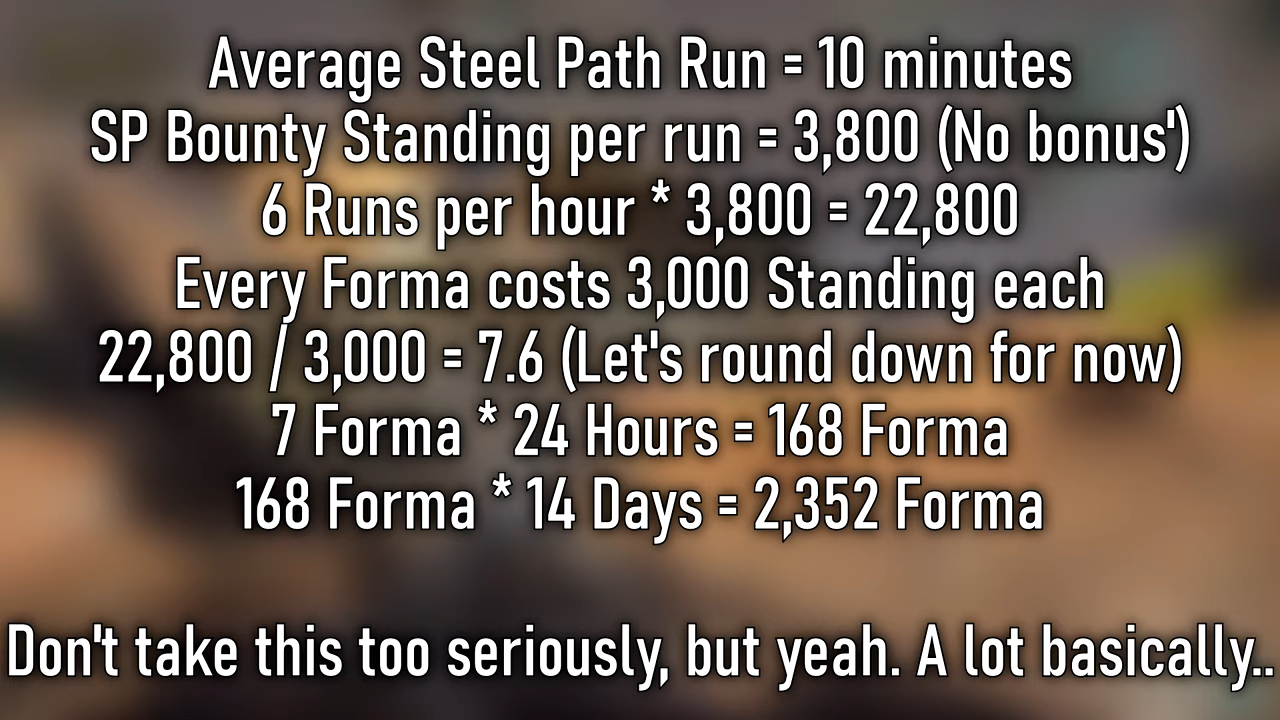 Average Steel Path Run = 10 minutes
SP Bounty Standing per run = 3,800 (No bonus')
6 Runs per hour * 3,800 = 22,800
Every Forma costs 3,000 Standing each
22,800 / 3,000 = 7.6 (Let's round down for now)
7 Forma * 24 Hours = 168 Forma
168 Forma * 14 Days = 2,352 Forma
Don't take this too seriously, but yeah. A lot basically..